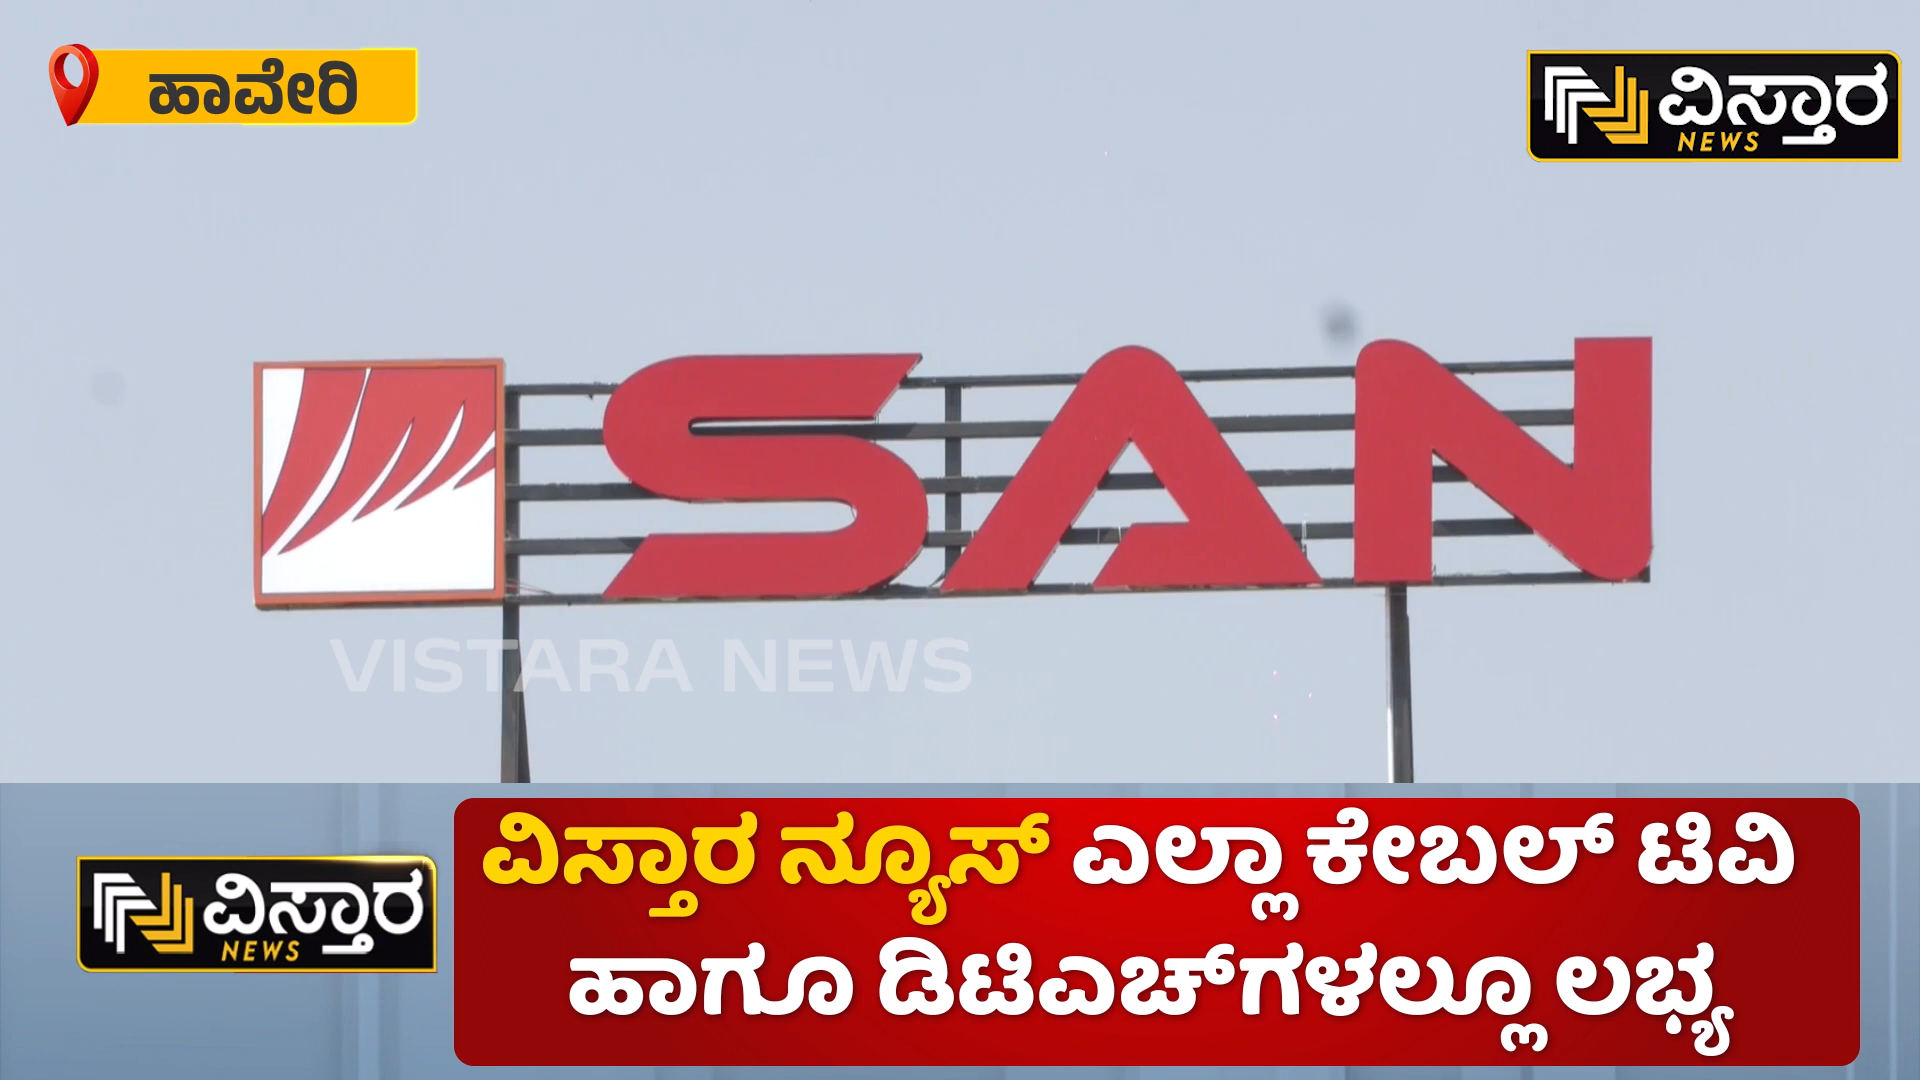 ಹಾವೇರಿ
ವಿಸ್ತಾರ
NEWS
SAN
VISTARA NEWS
ವಿಸ್ತಾರ
NEWS
ವಿಸ್ತಾರ ನ್ಯೂಸ್ ಎಲ್ಲಾ ಕೇಬಲ್ ಟಿವಿ
ಹಾಗೂ ಡಿಟಿಎಚ್‌ಗಳಲ್ಲೂ ಲಭ್ಯ